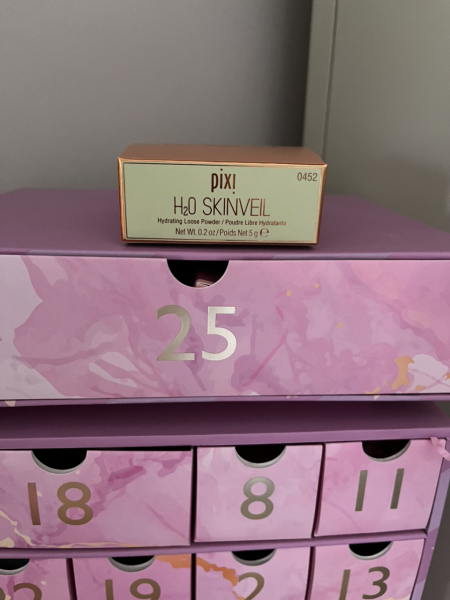 pixi
0452
H2O SKINVEIL
Hydrating Loose Powder / Poudre Libre Hydratante
Net Wt. 0.2 oz / Poids Net 5 g ℮
25
18
8
11
19
2
13